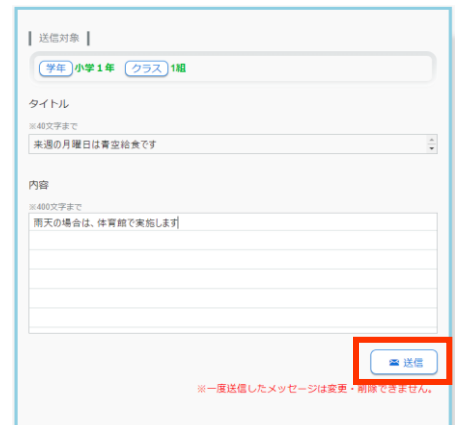 送信対象
学年 小学1年 クラス 1組
タイトル
※40文字まで
来週の月曜日は青空給食です
内容
※400文字まで
雨天の場合は、体育館で実施します
送信
※一度送信したメッセージは変更・削除できません。